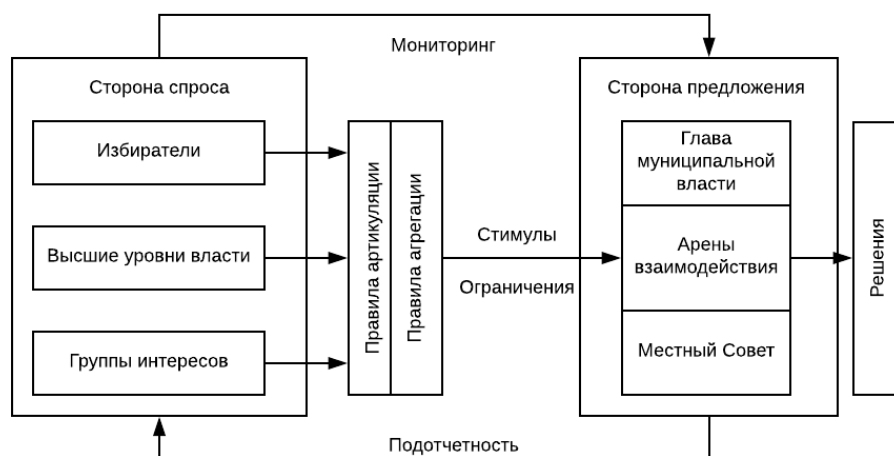 Мониторинг
Сторона спроса
Избиратели
Высшие уровни власти
Группы интересов
Правила артикуляции
Правила агрегации
Стимулы
Ограничения
Сторона предложения
Глава
муниципальной
власти
Арены
взаимодействия
Местный Совет
Решения
Подотчетность